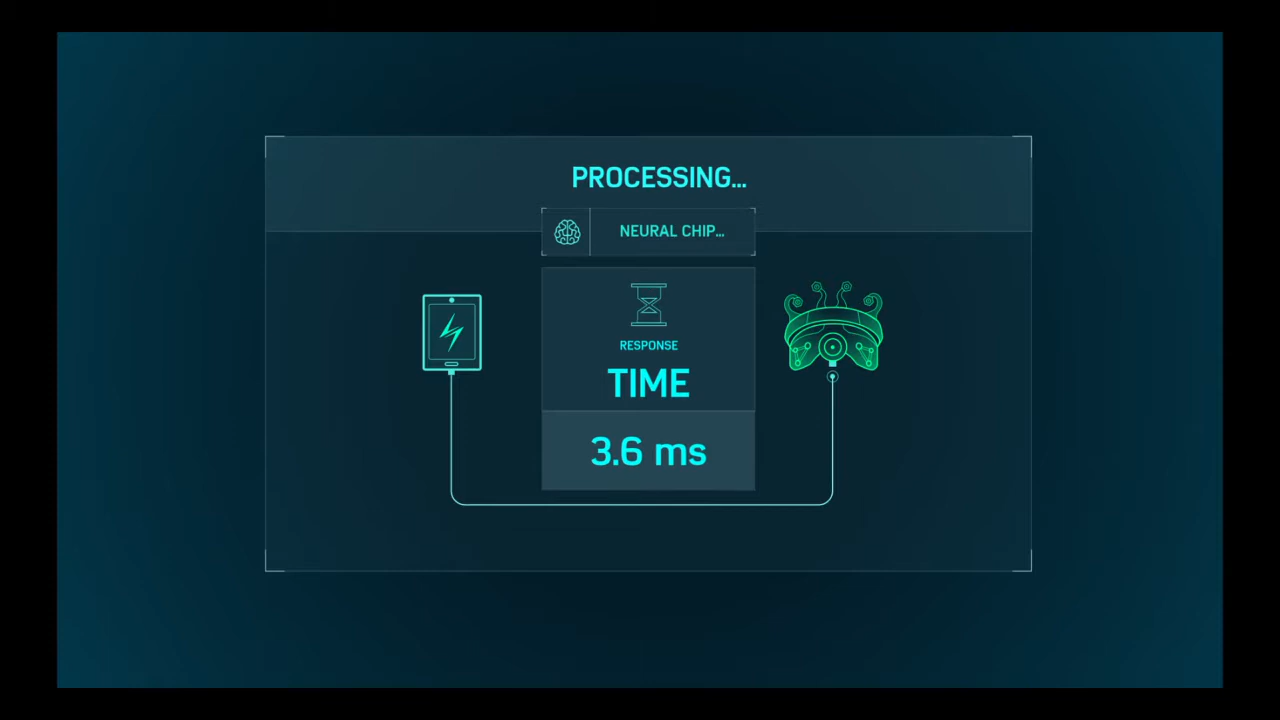 PROCESSING...
NEURAL CHIP...
RESPONSE
TIME
3.6 ms